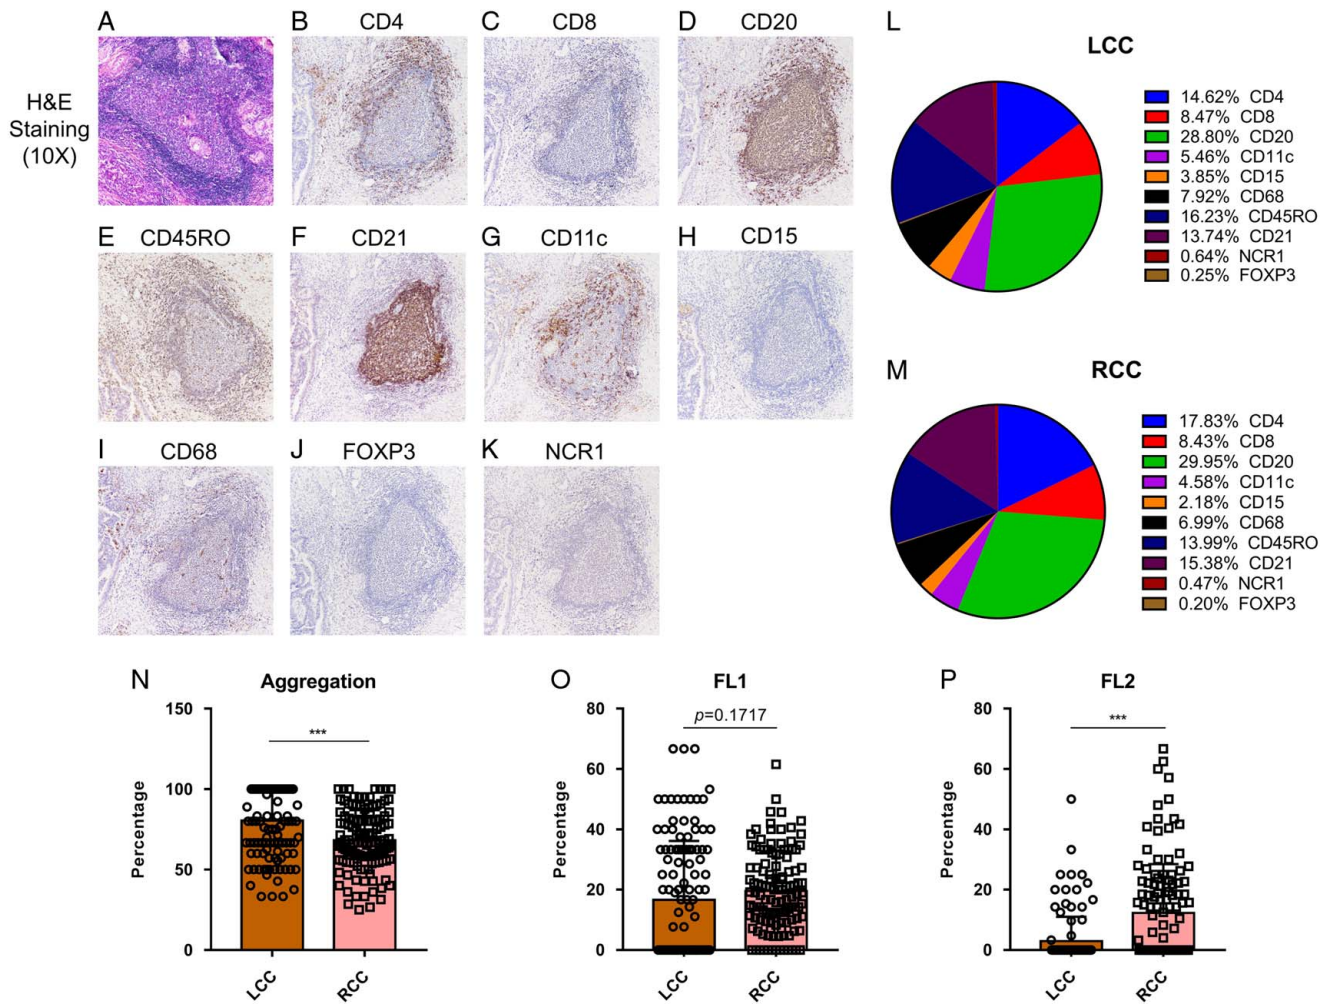 A
B CD4
C CD8
D CD20
H&E
Staining
(10X)
E CD45RO
F CD21
G CD11c
H CD15
I CD68
J FOXP3
K NCR1
L
LCC
14.62% CD4
8.47% CD8
28.80% CD20
5.46% CD11c
3.85% CD15
7.92% CD68
16.23% CD45RO
13.74% CD21
0.64% NCR1
0.25% FOXP3
M
RCC
17.83% CD4
8.43% CD8
29.95% CD20
4.58% CD11c
2.18% CD15
6.99% CD68
13.99% CD45RO
15.38% CD21
0.47% NCR1
0.20% FOXP3
N
Aggregation
Percentage
150
100
50
0
***
LCC
RCC
O
FL1
Percentage
80
60
40
20
0
p=0.1717
LCC
RCC
P
FL2
Percentage
80
60
40
20
0
***
LCC
RCC